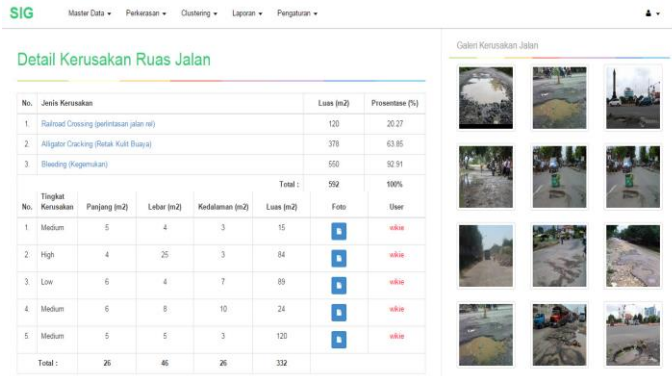 SIG Master Data Perkerasan Clustering Laporan Pengaturan
Detail Kerusakan Ruas Jalan
No. Jenis Kerusakan Luas (m2) Prosentase (%)
1. Railroad Crossing (perlintasan jalan rel) 120 20.27
2. Alligator Cracking (Retak Kulit Buaya) 378 63.85
3. Bleeding (Kegemukan) 550 92.91
Total : 592 100%
No. Tingkat Kerusakan Panjang (m2) Lebar (m2) Kedalaman (m2) Luas (m2) Foto User
1. Medium 5 4 3 15 wikie
2. High 4 25 3 84 wikie
3. Low 6 4 7 89 wikie
4. Medium 6 8 10 24 wikie
5. Medium 5 5 3 120 wikie
Total : 26 46 26 332
Galeri Kerusakan Jalan